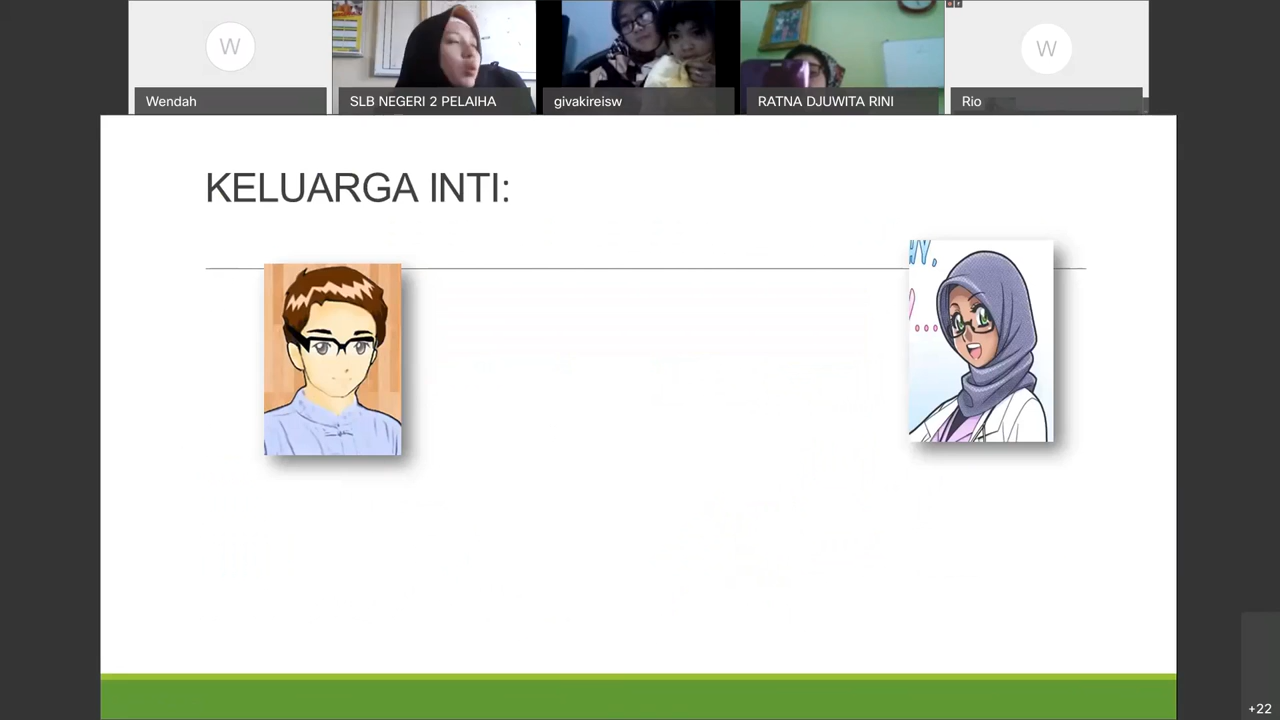 W
W
Wendah
SLB NEGERI 2 PELAIHA
givakireisw
RATNA DJUWITA RINI
Rio
KELUARGA INTI:
+22